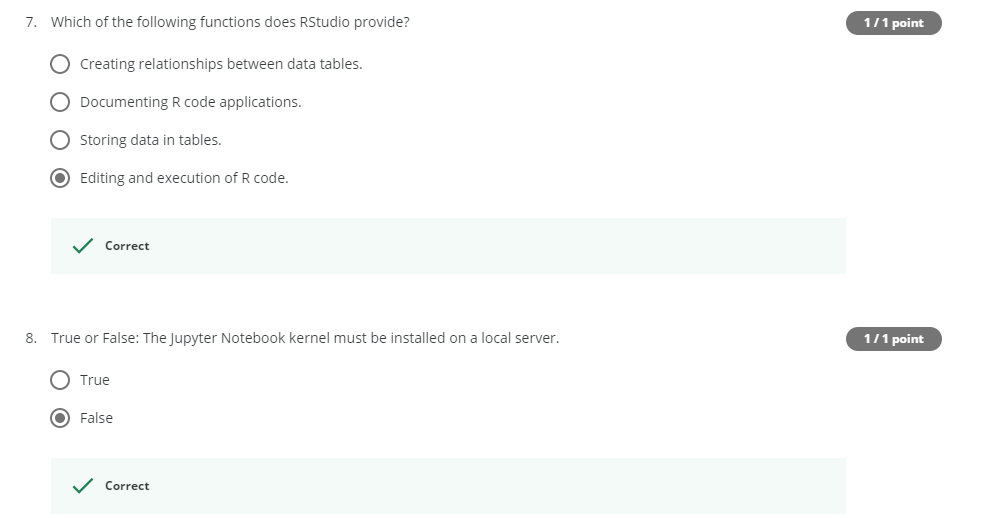 7. Which of the following functions does RStudio provide?
1 / 1 point
Creating relationships between data tables.
Documenting R code applications.
Storing data in tables.
Editing and execution of R code.
Correct
8. True or False: The Jupyter Notebook kernel must be installed on a local server.
1 / 1 point
True
False
Correct